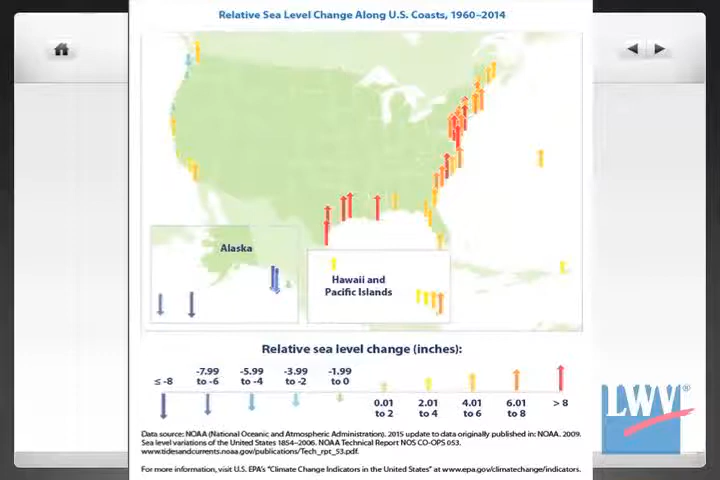 Relative Sea Level Change Along U.S. Coasts, 1960–2014
Alaska
Hawaii and
Pacific Islands
Relative sea level change (inches):
≤ -8
-7.99
to -6
-5.99
to -4
-3.99
to -2
-1.99
to 0
0.01
to 2
2.01
to 4
4.01
to 6
6.01
to 8
> 8
Data source: NOAA (National Oceanic and Atmospheric Administration). 2015 update to data originally published in: NOAA. 2009.
Sea level variations of the United States 1854–2006. NOAA Technical Report NOS CO-OPS 053.
www.tidesandcurrents.noaa.gov/publications/Tech_rpt_53.pdf.
For more information, visit U.S. EPA's “Climate Change Indicators in the United States” at www.epa.gov/climatechange/indicators.
LWV®